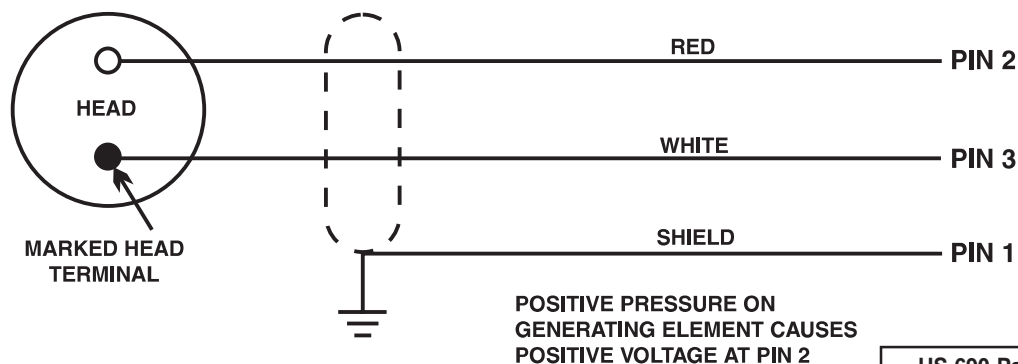 RED
PIN 2
HEAD
WHITE
PIN 3
MARKED HEAD
TERMINAL
SHIELD
PIN 1
POSITIVE PRESSURE ON
GENERATING ELEMENT CAUSES
POSITIVE VOLTAGE AT PIN 2